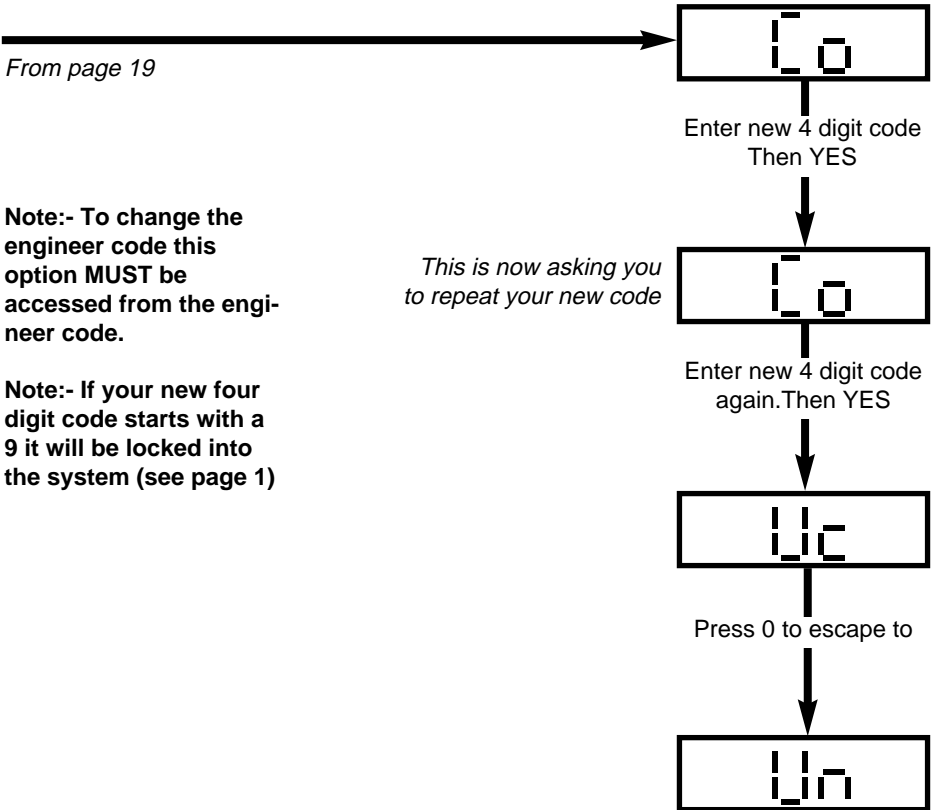 Co
From page 19
Enter new 4 digit code
Then YES
Note:- To change the
engineer code this
option MUST be
accessed from the engi-
neer code.
Note:- If your new four
digit code starts with a
9 it will be locked into
the system (see page 1)
This is now asking you
to repeat your new code
Co
Enter new 4 digit code
again.Then YES
Uc
Press 0 to escape to
Un